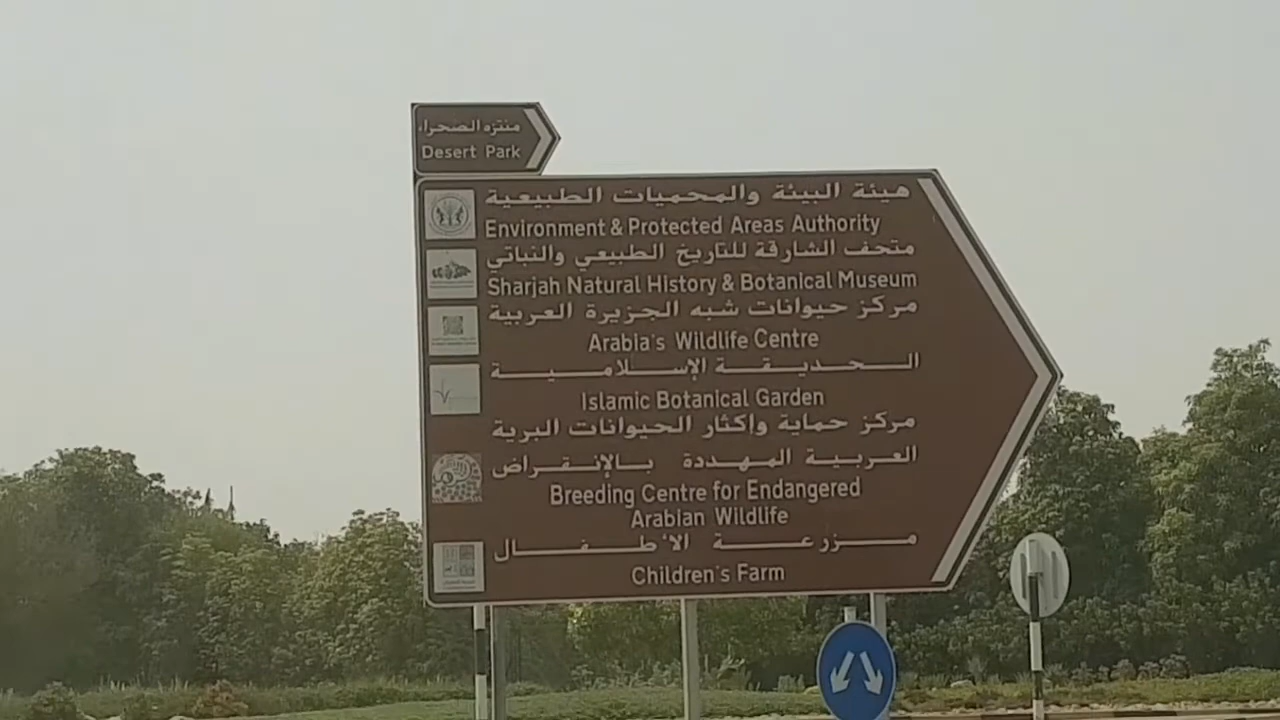 منتزه الصحراء
Desert Park
هيئة البيئة والمحميات الطبيعية
Environment & Protected Areas Authority
متحف الشارقة للتاريخ الطبيعي والنباتي
Sharjah Natural History & Botanical Museum
مركز حيوانات شبه الجزيرة العربية
Arabia's Wildlife Centre
الحديقة الإسلامية
Islamic Botanical Garden
مركز حماية وإكثار الحيوانات البرية
العربية المهددة بالإنقراض
Breeding Centre for Endangered
Arabian Wildlife
مزرعة الأطفال
Children's Farm